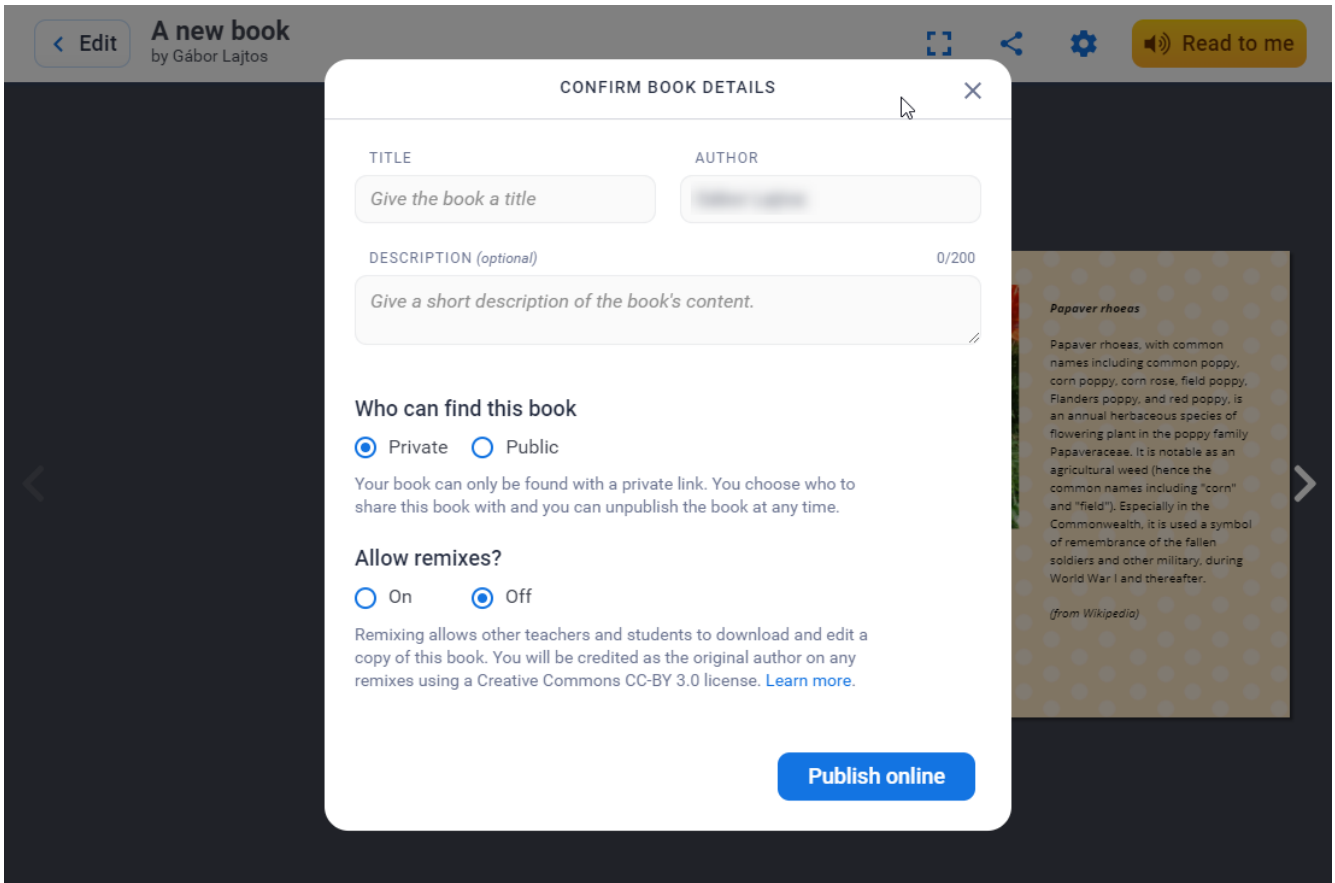 Edit
A new book
by Gábor Lajtos
Read to me
CONFIRM BOOK DETAILS
TITLE
AUTHOR
Give the book a title
DESCRIPTION (optional)
0/200
Give a short description of the book's content.
Who can find this book
Private
Public
Your book can only be found with a private link. You choose who to
share this book with and you can unpublish the book at any time.
Allow remixes?
On
Off
Remixing allows other teachers and students to download and edit a
copy of this book. You will be credited as the original author on any
remixes using a Creative Commons CC-BY 3.0 license. Learn more.
Publish online
Papaver rhoeas
Papaver rhoeas, with common
names including common poppy,
corn poppy, corn rose, field poppy,
Flanders poppy, and red poppy, is
an annual herbaceous species of
flowering plant in the poppy family
Papaveraceae. It is notable as an
agricultural weed (hence the
common names including "corn"
and "field"). Especially in the
Commonwealth, it is used a symbol
of remembrance of the fallen
soldiers and other military, during
World War I and thereafter.
(from Wikipedia)